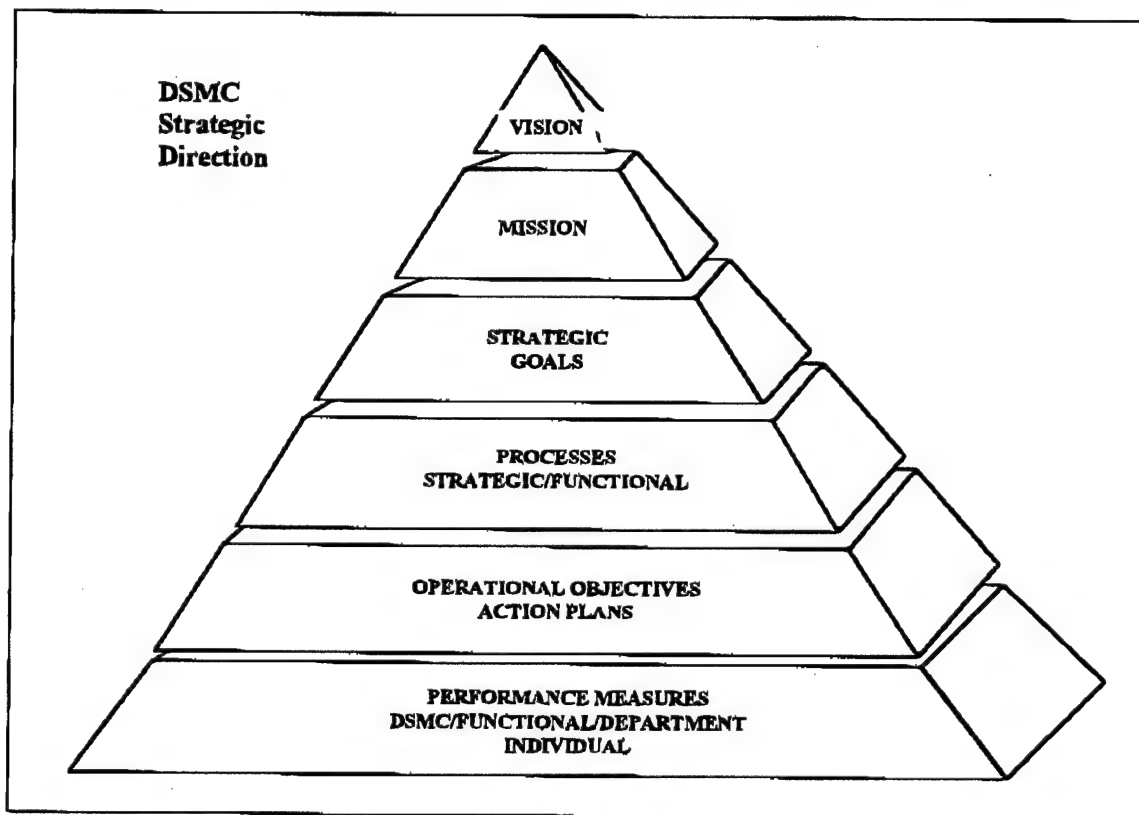 DSMC
Strategic
Direction
VISION
MISSION
STRATEGIC
GOALS
PROCESSES
STRATEGIC/FUNCTIONAL
OPERATIONAL OBJECTIVES
ACTION PLANS
PERFORMANCE MEASURES
DSMC/FUNCTIONAL/DEPARTMENT
INDIVIDUAL